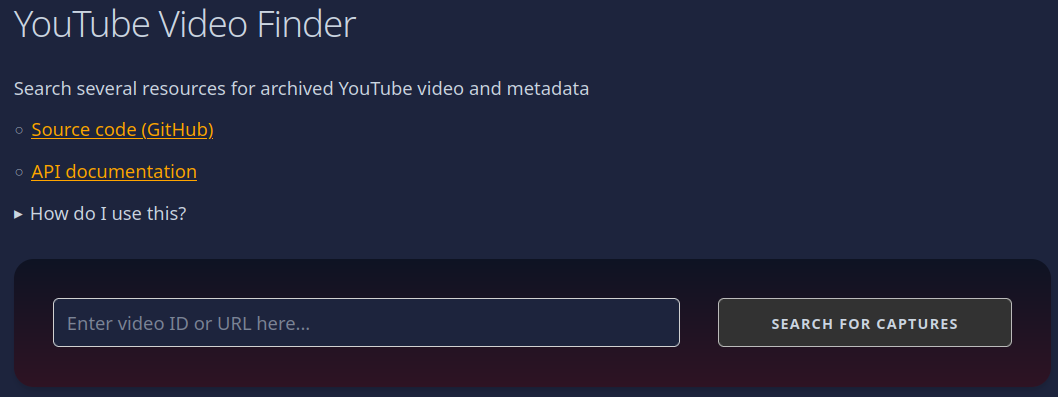 YouTube Video Finder
Search several resources for archived YouTube video and metadata
Source code (GitHub)
API documentation
How do I use this?
Enter video ID or URL here...
SEARCH FOR CAPTURES